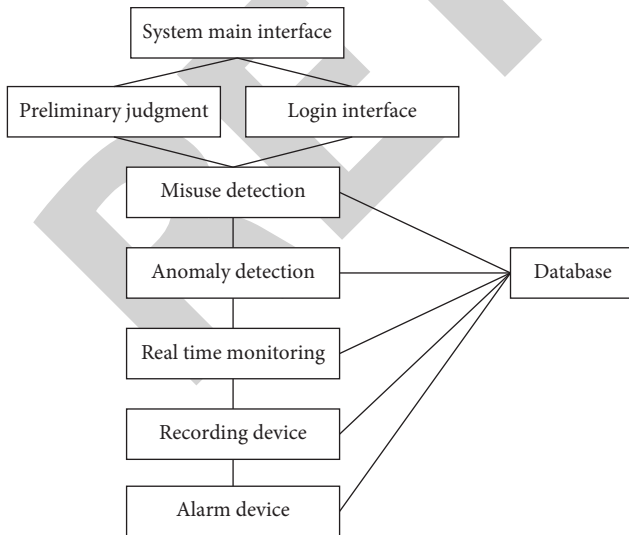 System main interface
Preliminary judgment
Login interface
Misuse detection
Anomaly detection
Database
Real time monitoring
Recording device
Alarm device